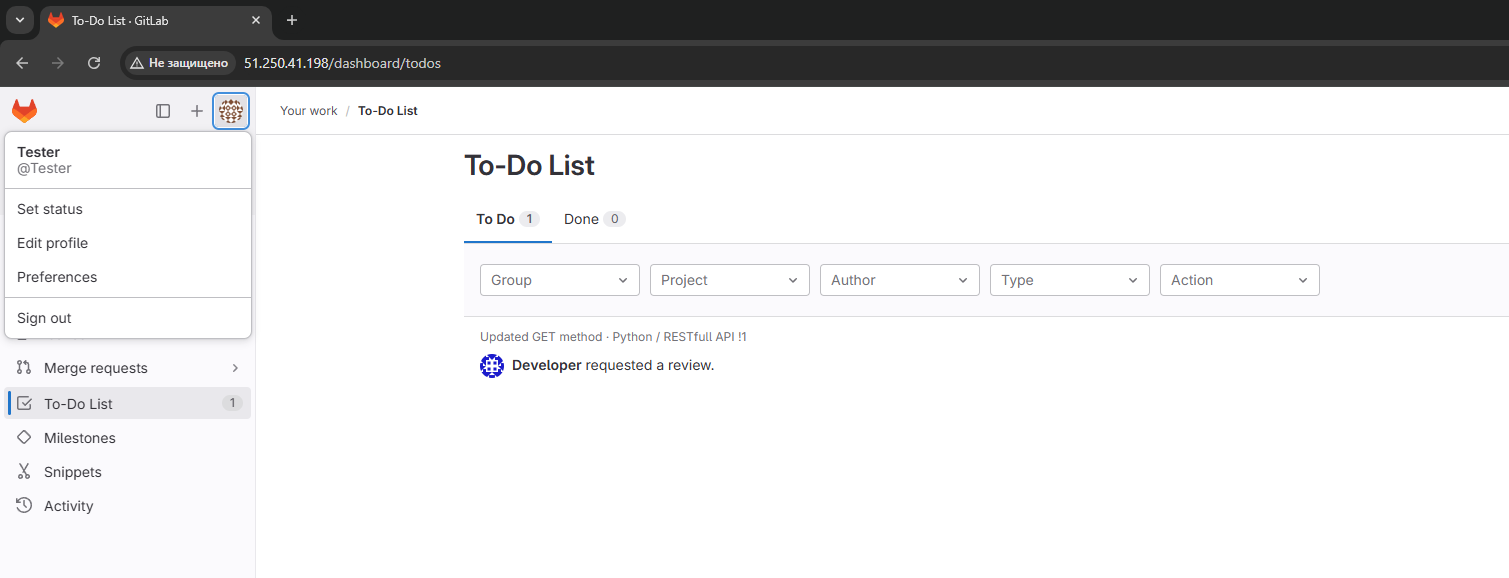 To-Do List · GitLab
Не защищено 51.250.41.198/dashboard/todos
Your work / To-Do List
Tester
@Tester
Set status
Edit profile
Preferences
Sign out
Merge requests
To-Do List 1
Milestones
Snippets
Activity
To-Do List
To Do 1 Done 0
Group Project Author Type Action
Updated GET method · Python / RESTfull API !1
Developer requested a review.